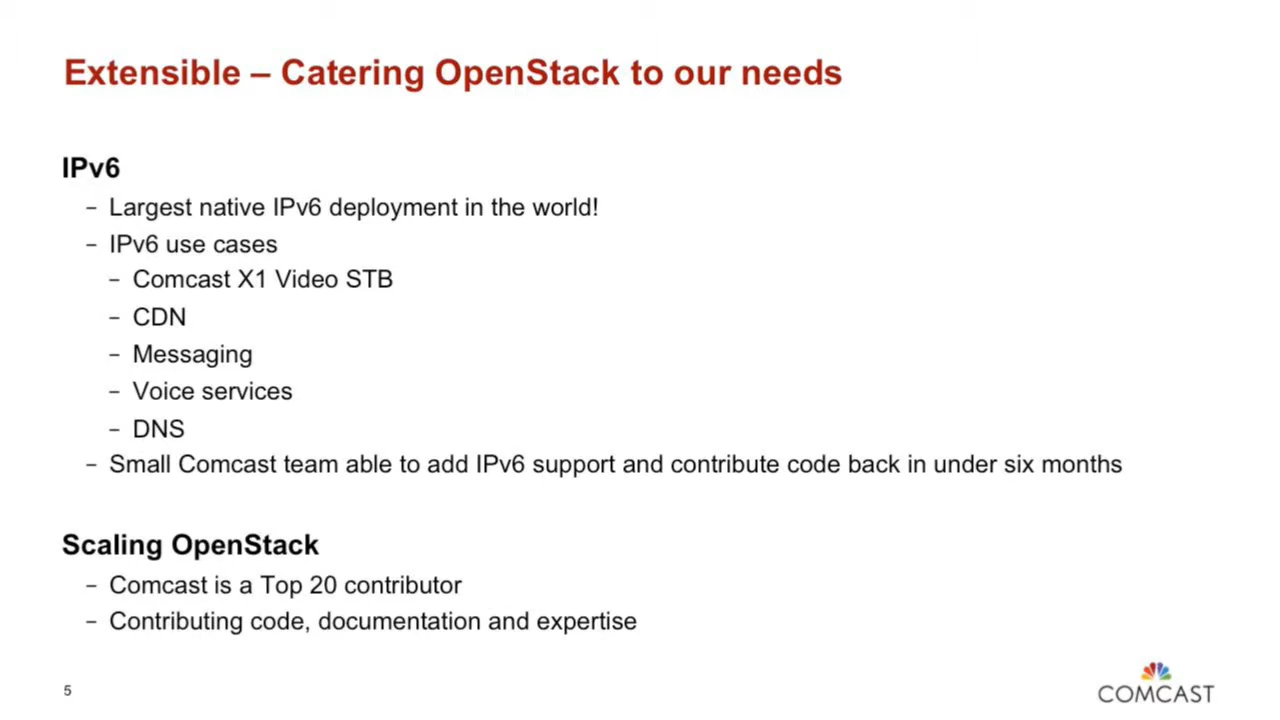 Extensible – Catering OpenStack to our needs
IPv6
– Largest native IPv6 deployment in the world!
– IPv6 use cases
– Comcast X1 Video STB
– CDN
– Messaging
– Voice services
– DNS
– Small Comcast team able to add IPv6 support and contribute code back in under six months
Scaling OpenStack
– Comcast is a Top 20 contributor
– Contributing code, documentation and expertise
5
COMCAST